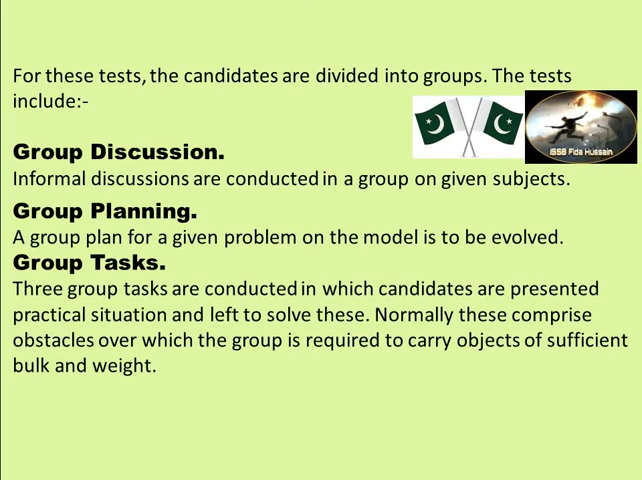 For these tests, the candidates are divided into groups. The tests
include:-
ISSB Fida Hussain
Group Discussion.
Informal discussions are conducted in a group on given subjects.
Group Planning.
A group plan for a given problem on the model is to be evolved.
Group Tasks.
Three group tasks are conducted in which candidates are presented
practical situation and left to solve these. Normally these comprise
obstacles over which the group is required to carry objects of sufficient
bulk and weight.